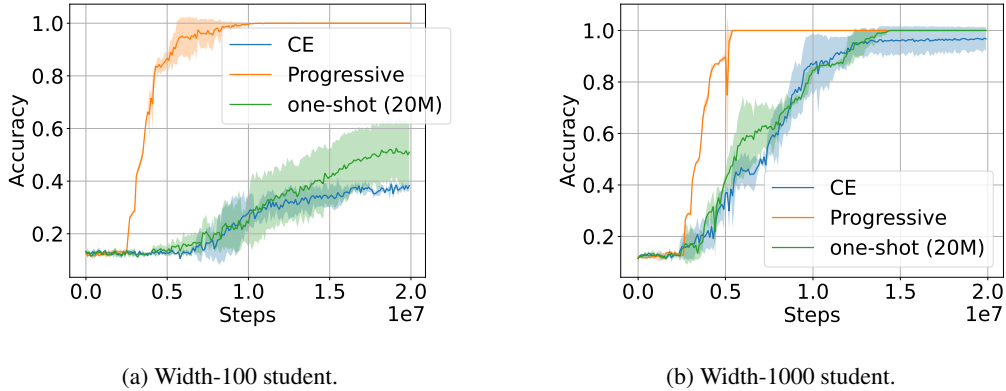 1.0
0.8
0.6
0.4
0.2
Accuracy
CE
Progressive
one-shot (20M)
0.0 0.5 1.0 1.5 2.0
Steps 1e7
(a) Width-100 student.
1.0
0.8
0.6
0.4
0.2
Accuracy
CE
Progressive
one-shot (20M)
0.0 0.5 1.0 1.5 2.0
Steps 1e7
(b) Width-1000 student.